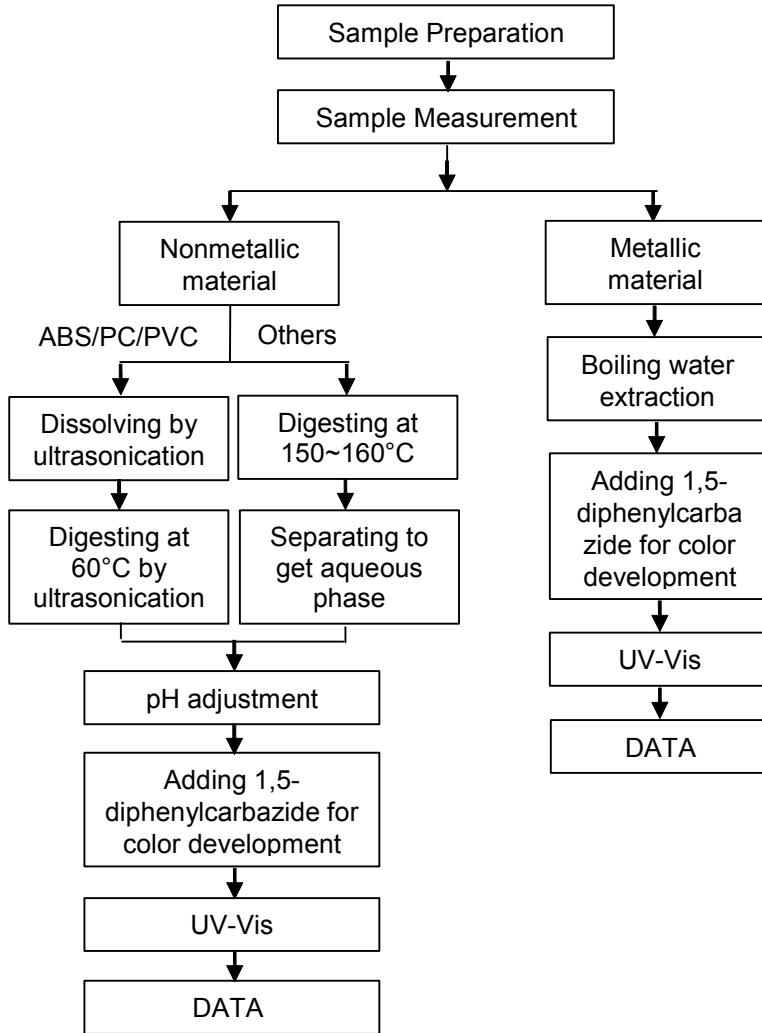 Sample Preparation
Sample Measurement
Nonmetallic
material
ABS/PC/PVC
Others
Dissolving by
ultrasonication
Digesting at
150~160°C
Digesting at
60°C by
ultrasonication
Separating to
get aqueous
phase
pH adjustment
Adding 1,5-
diphenylcarbazide for
color development
UV-Vis
DATA
Metallic
material
Boiling water
extraction
Adding 1,5-
diphenylcarba
zide for color
development
UV-Vis
DATA